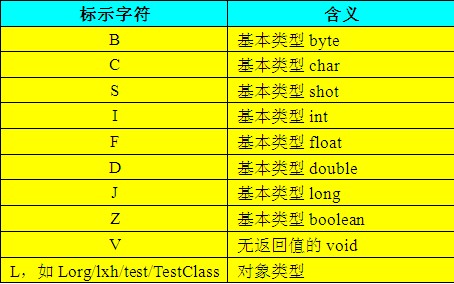 标示字符 含义
B 基本类型 byte
C 基本类型 char
S 基本类型 shot
I 基本类型 int
F 基本类型 float
D 基本类型 double
J 基本类型 long
Z 基本类型 boolean
V 无返回值的 void
L，如 Lorg/lxh/test/TestClass 对象类型